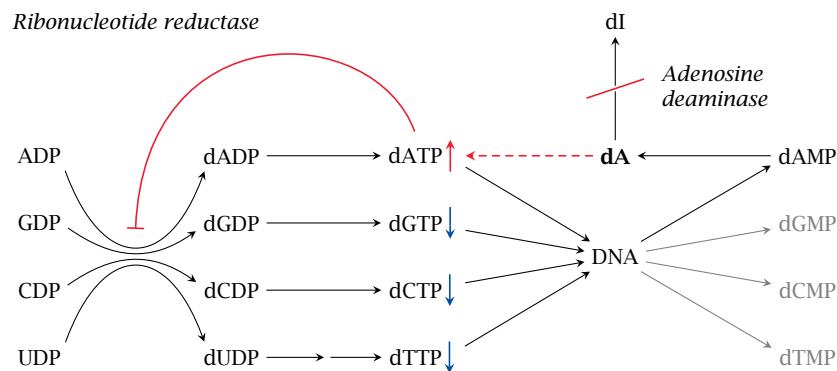 Ribonucleotide reductase
dI
Adenosine
deaminase
ADP dADP dATP dA dAMP
GDP dGDP dGTP dGMP
DNA
CDP dCDP dCTP dCMP
UDP dUDP dTTP dTMP